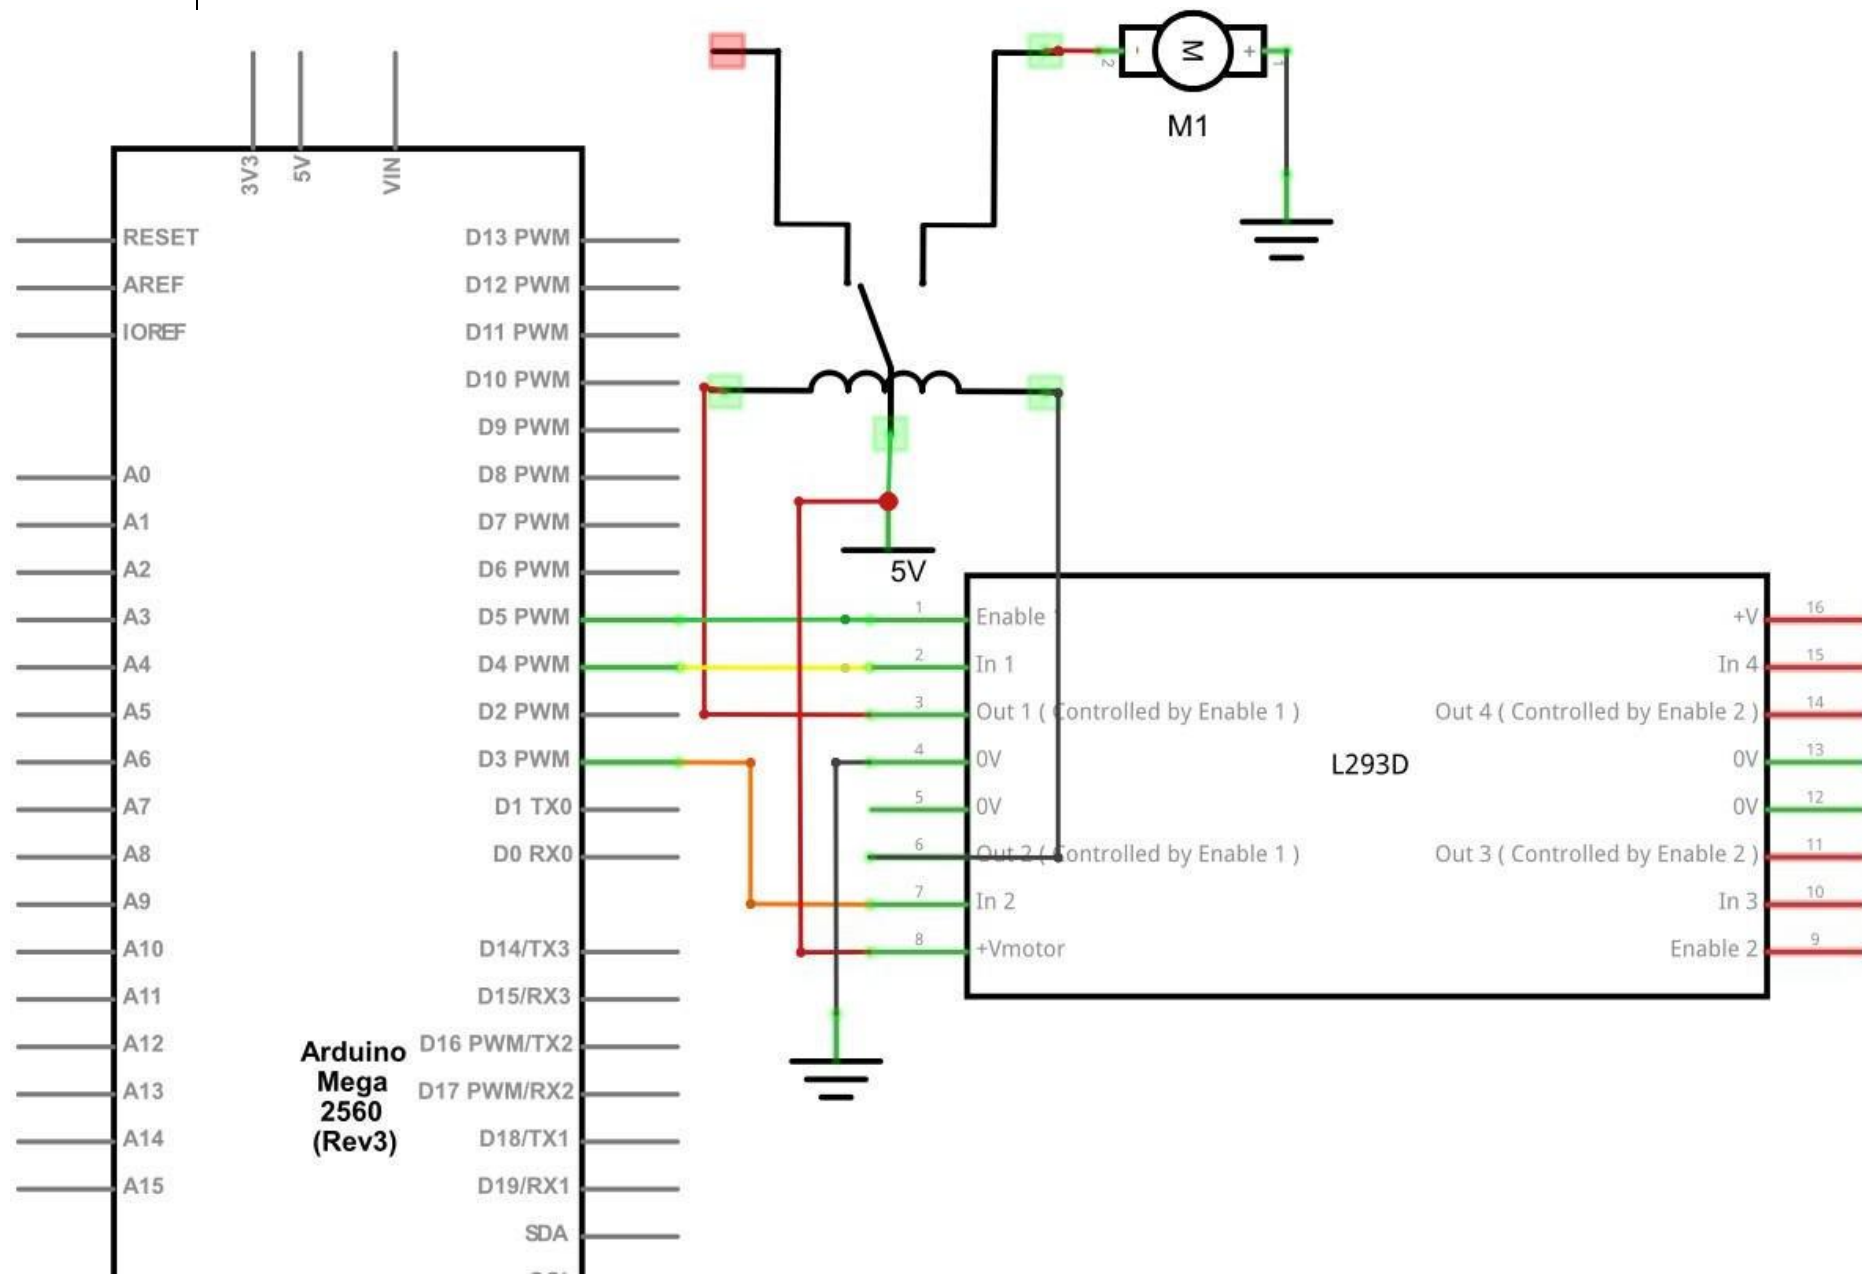 - M +
2 1
M1
3V3 5V VIN
RESET D13 PWM
AREF D12 PWM
IOREF D11 PWM
D10 PWM
D9 PWM
A0 D8 PWM
A1 D7 PWM
A2 D6 PWM
5V
A3 D5 PWM 1 Enable +V 16
A4 D4 PWM 2 In 1 In 4 15
A5 D2 PWM 3 Out 1 ( Controlled by Enable 1 ) Out 4 ( Controlled by Enable 2 ) 14
A6 D3 PWM 4 0V L293D 0V 13
A7 D1 TX0 5 0V 0V 12
A8 D0 RX0 6 Out 2 ( Controlled by Enable 1 ) Out 3 ( Controlled by Enable 2 ) 11
A9 7 In 2 In 3 10
A10 D14/TX3 8 +Vmotor Enable 2 9
A11 D15/RX3
A12 D16 PWM/TX2
A13 D17 PWM/RX2
A14 D18/TX1
A15 D19/RX1
Arduino
Mega
2560
(Rev3)
SDA